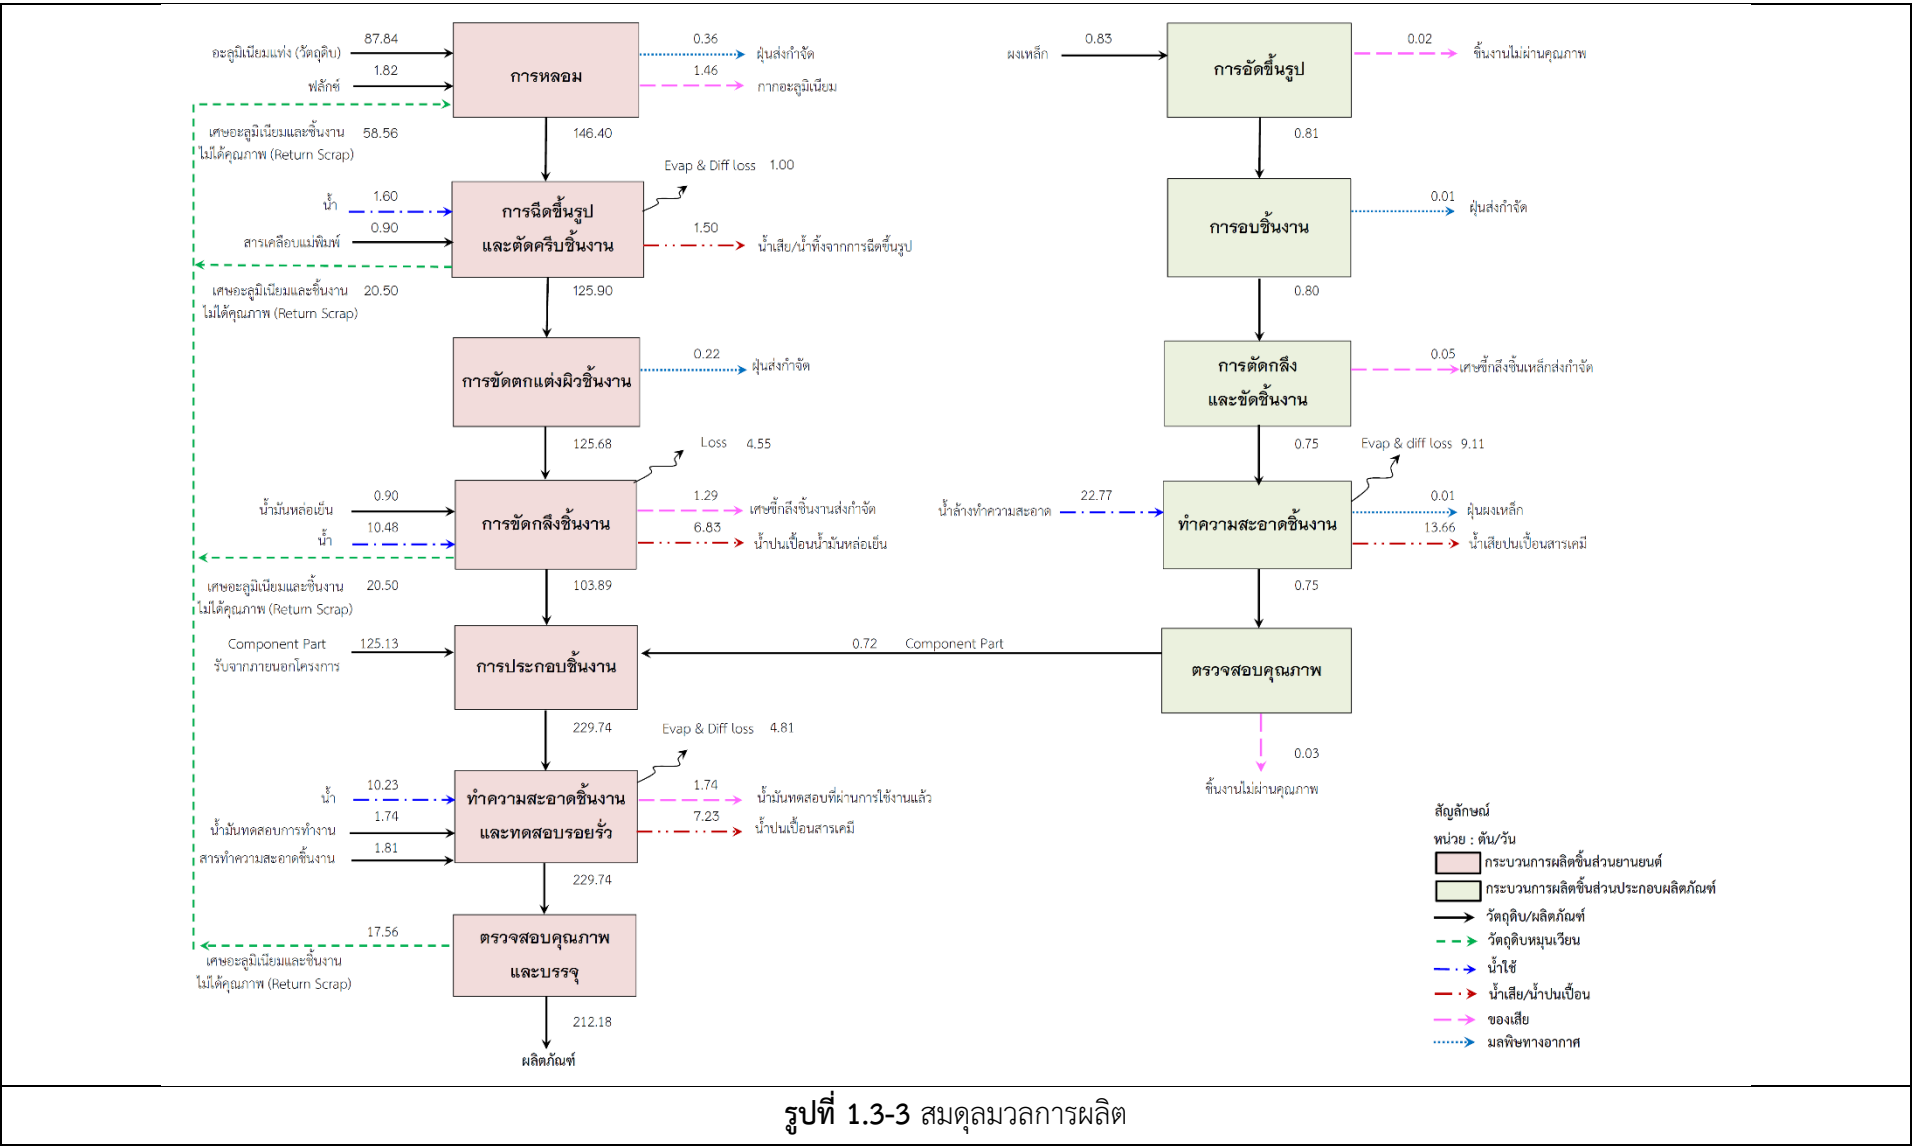 87.84
อะลูมิเนียมแท่ง (วัตถุดิบ)
1.82
ฟลักซ์
การหลอม
0.36
ฝุ่นส่งกำจัด
1.46
กากอะลูมิเนียม
เศษอะลูมิเนียมและชิ้นงาน 58.56
ไม่ได้คุณภาพ (Return Scrap)
146.40
Evap & Diff loss 1.00
น้ำ 1.60
0.90
สารเคลือบแม่พิมพ์
การฉีดขึ้นรูป
และตัดครีบชิ้นงาน
1.50
น้ำเสีย/น้ำทิ้งจากการฉีดขึ้นรูป
เศษอะลูมิเนียมและชิ้นงาน 20.50
ไม่ได้คุณภาพ (Return Scrap)
125.90
การขัดตกแต่งผิวชิ้นงาน
0.22
ฝุ่นส่งกำจัด
125.68
Loss 4.55
0.90
น้ำมันหล่อเย็น
10.48
น้ำ
การขัดกลึงชิ้นงาน
1.29
เศษขี้กลึงชิ้นงานส่งกำจัด
6.83
น้ำปนเปื้อนน้ำมันหล่อเย็น
เศษอะลูมิเนียมและชิ้นงาน 20.50
ไม่ได้คุณภาพ (Return Scrap)
103.89
Component Part 125.13
รับจากภายนอกโครงการ
การประกอบชิ้นงาน
0.72 Component Part
229.74
Evap & Diff loss 4.81
10.23
น้ำ
1.74
น้ำมันทดสอบการทำงาน
1.81
สารทำความสะอาดชิ้นงาน
ทำความสะอาดชิ้นงาน
และทดสอบรอยรั่ว
1.74
น้ำมันทดสอบที่ผ่านการใช้งานแล้ว
7.23
น้ำปนเปื้อนสารเคมี
229.74
17.56
เศษอะลูมิเนียมและชิ้นงาน
ไม่ได้คุณภาพ (Return Scrap)
ตรวจสอบคุณภาพ
และบรรจุ
212.18
ผลิตภัณฑ์
0.83
ผงเหล็ก
การอัดขึ้นรูป
0.02
ชิ้นงานไม่ผ่านคุณภาพ
0.81
การอบชิ้นงาน
0.01
ฝุ่นส่งกำจัด
0.80
การตัดกลึง
และขัดชิ้นงาน
0.05
เศษขี้กลึงชิ้นเหล็กส่งกำจัด
0.75
Evap & diff loss 9.11
22.77
น้ำล้างทำความสะอาด
ทำความสะอาดชิ้นงาน
0.01
ฝุ่นผงเหล็ก
13.66
น้ำเสียปนเปื้อนสารเคมี
0.75
ตรวจสอบคุณภาพ
0.03
ชิ้นงานไม่ผ่านคุณภาพ
สัญลักษณ์
หน่วย : ตัน/วัน
กระบวนการผลิตชิ้นส่วนยานยนต์
กระบวนการผลิตชิ้นส่วนประกอบผลิตภัณฑ์
วัตถุดิบ/ผลิตภัณฑ์
วัตถุดิบหมุนเวียน
น้ำใช้
น้ำเสีย/น้ำปนเปื้อน
ของเสีย
มลพิษทางอากาศ
รูปที่ 1.3-3 สมดุลมวลการผลิต